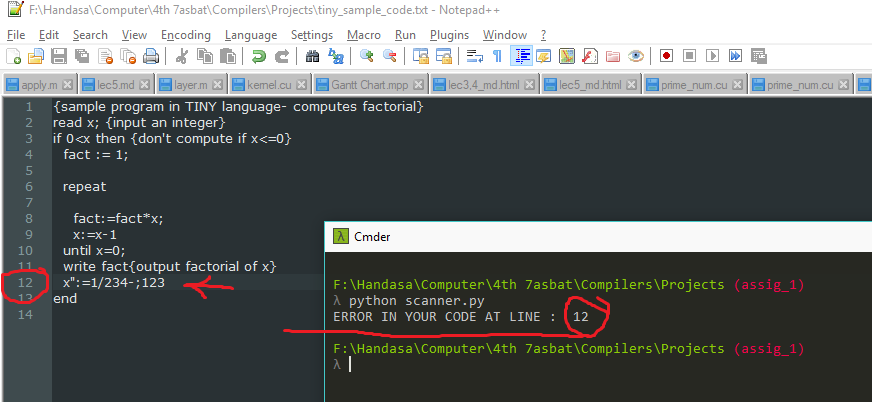 F:\Handasa\Computer\4th 7asbat\Compilers\Projects\tiny_sample_code.txt - Notepad++
File Edit Search View Encoding Language Settings Macro Run Plugins Window ?
apply.m lec5.md layer.m kernel.cu Gantt Chart.mpp lec3,4_md.html lec5_md.html prime_num.cu prime_num.cu
1 {sample program in TINY language- computes factorial}
2 read x; {input an integer}
3 if 0<x then {don't compute if x<=0}
4 fact := 1;
5
6 repeat
7
8 fact:=fact*x;
9 x:=x-1
10 until x=0;
11 write fact{output factorial of x}
12 x":=1/234-;123
13 end
14
λ Cmder
F:\Handasa\Computer\4th 7asbat\Compilers\Projects (assig_1)
λ python scanner.py
ERROR IN YOUR CODE AT LINE : 12
F:\Handasa\Computer\4th 7asbat\Compilers\Projects (assig_1)
λ